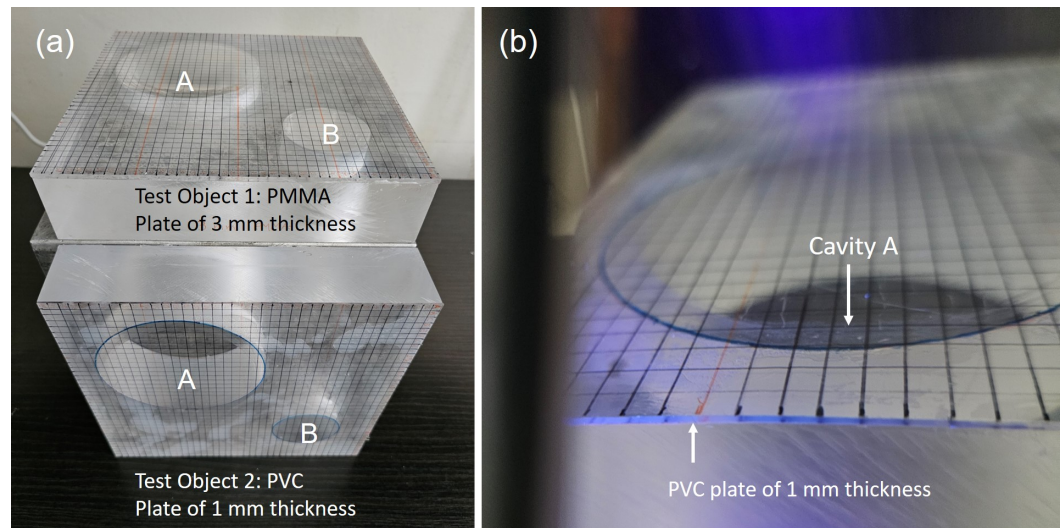 (a)
A
B
Test Object 1: PMMA
Plate of 3 mm thickness
A
B
Test Object 2: PVC
Plate of 1 mm thickness
(b)
Cavity A
PVC plate of 1 mm thickness